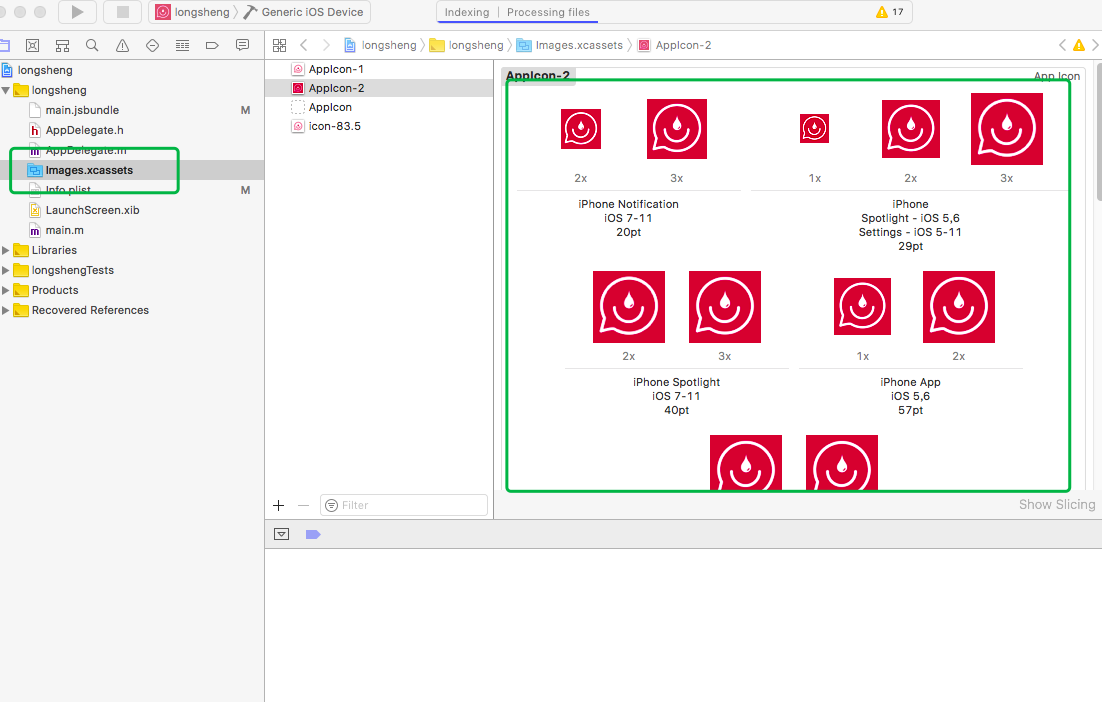 longsheng Generic iOS Device
Indexing | Processing files
17
longsheng longsheng Images.xcassets AppIcon-2
longsheng
longsheng
main.jsbundle M
AppDelegate.h
AppDelegate.m
Images.xcassets
Info.plist M
LaunchScreen.xib
main.m
Libraries
longshengTests
Products
Recovered References
AppIcon-1
AppIcon-2
AppIcon
icon-83.5
Filter
AppIcon-2 App Icon
2x 3x
iPhone Notification
iOS 7-11
20pt
1x 2x 3x
iPhone
Spotlight - iOS 5,6
Settings - iOS 5-11
29pt
2x 3x
iPhone Spotlight
iOS 7-11
40pt
1x 2x
iPhone App
iOS 5,6
57pt
Show Slicing